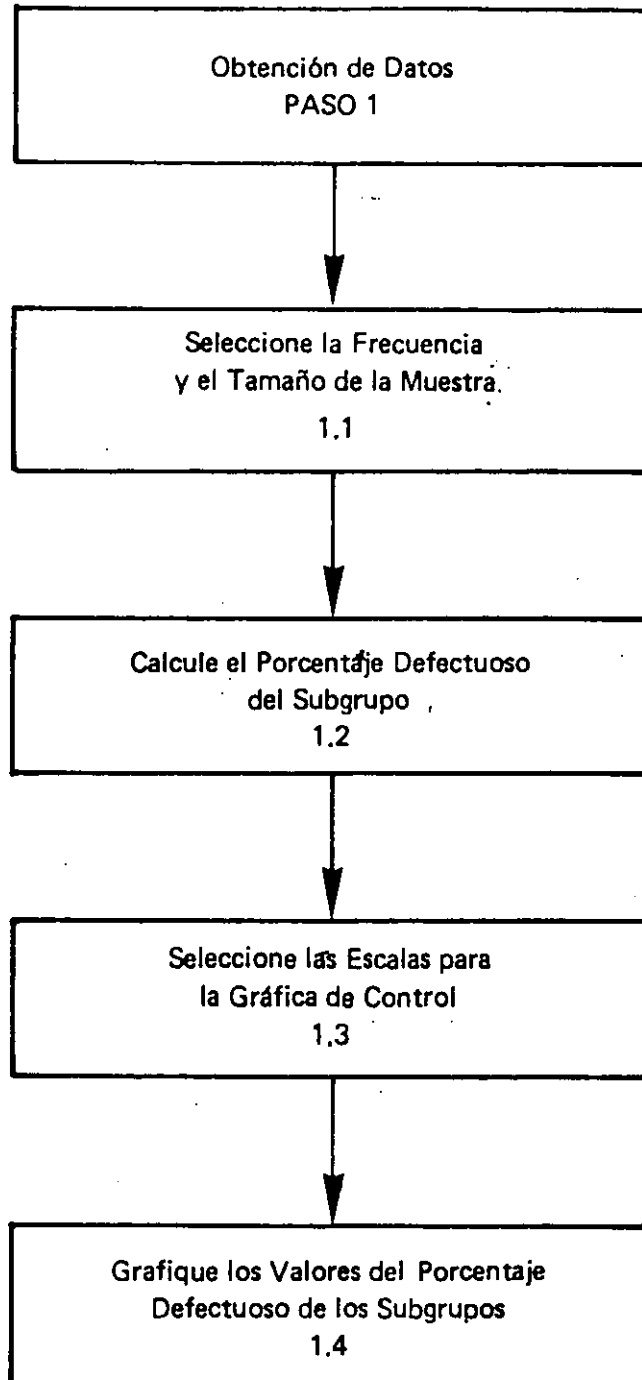 Obtención de Datos
PASO 1
Seleccione la Frecuencia
y el Tamaño de la Muestra.
1.1
Calcule el Porcentaje Defectuoso
del Subgrupo
1.2
Seleccione las Escalas para
la Gráfica de Control
1.3
Grafique los Valores del Porcentaje
Defectuoso de los Subgrupos
1.4